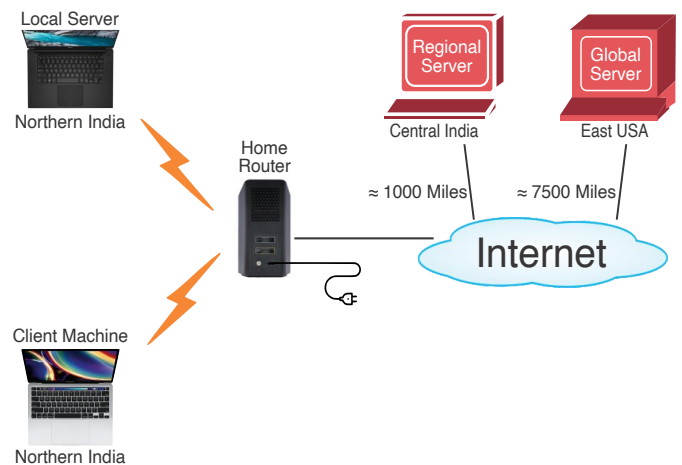 Local Server
Northern India
Regional
Server
Central India
Global
Server
East USA
Home
Router
≈ 1000 Miles
≈ 7500 Miles
Internet
Client Machine
Northern India